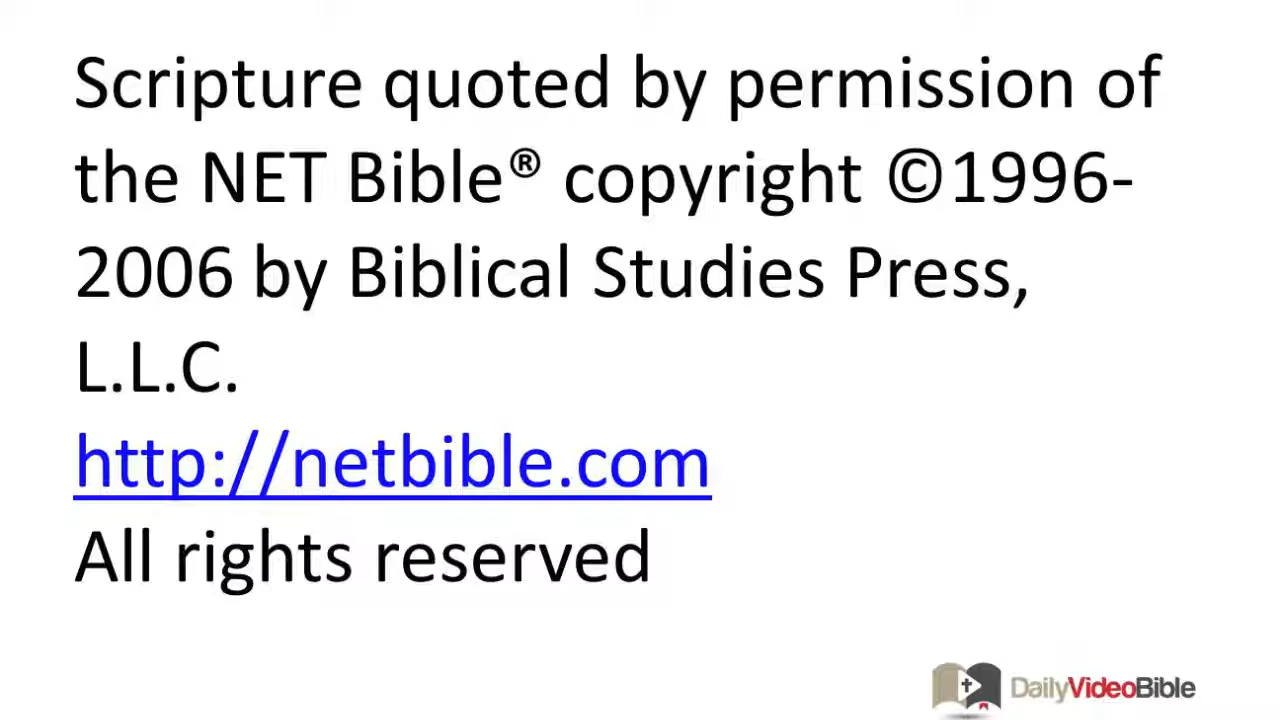 Scripture quoted by permission of
the NET Bible® copyright ©1996-
2006 by Biblical Studies Press,
L.L.C.
http://netbible.com
All rights reserved
DailyVideoBible